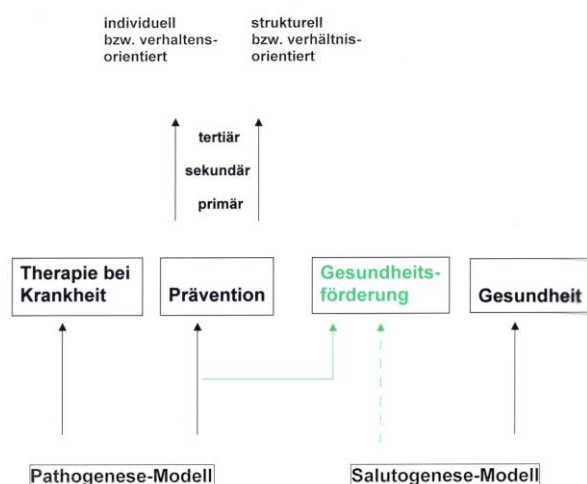 individuell
bzw. verhaltens-
orientiert
strukturell
bzw. verhältnis-
orientiert
tertiär
sekundär
primär
Therapie bei
Krankheit
Prävention
Gesundheits-
förderung
Gesundheit
Pathogenese-Modell
Salutogenese-Modell